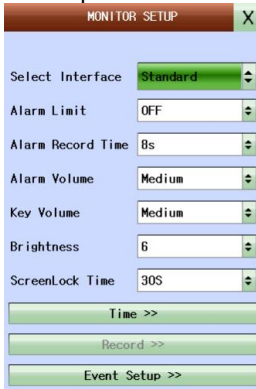 MONITOR SETUP X
Select Interface Standard
Alarm Limit OFF
Alarm Record Time 8s
Alarm Volume Medium
Key Volume Medium
Brightness 6
ScreenLock Time 30S
Time >>
Record >>
Event Setup >>